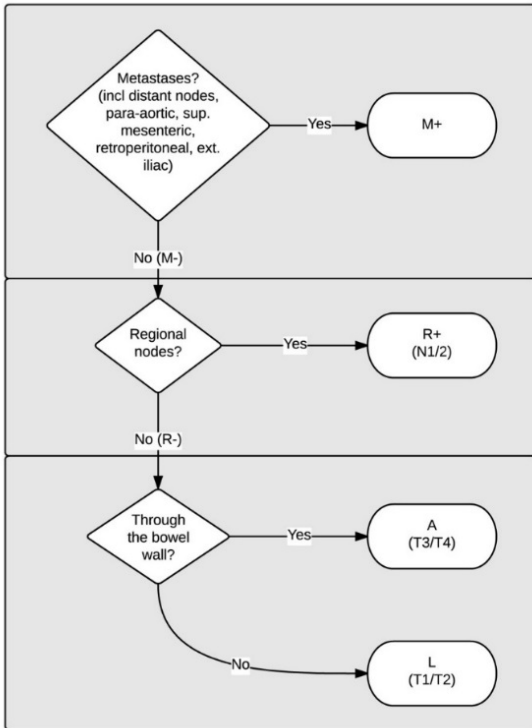 Metastases?
(incl distant nodes,
para-aortic, sup.
mesenteric,
retroperitoneal, ext.
iliac)
Yes
M+
No (M-)
Regional
nodes?
Yes
R+
(N1/2)
No (R-)
Through
the bowel
wall?
Yes
A
(T3/T4)
No
L
(T1/T2)